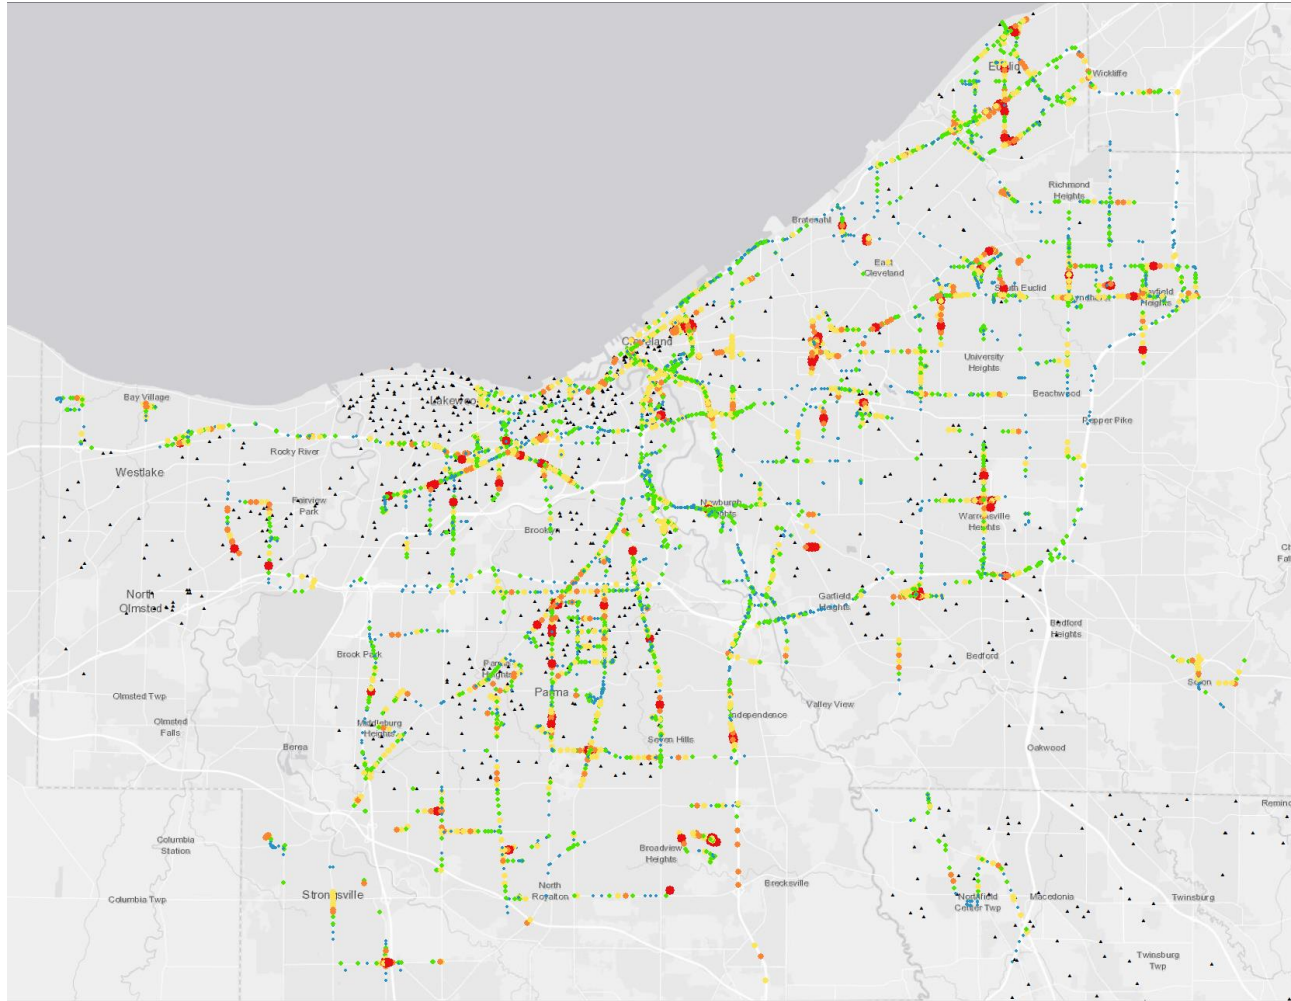 Euclid
Wickliffe
Richmond
Heights
Bratenahl
East
Cleveland
South Euclid
Lyndhurst
Mayfield
Heights
Cleveland
University
Heights
Beachwood
Pepper Pike
Bay Village
Lakewood
Rocky River
Westlake
Fairview
Park
Newburgh
Heights
Warrensville
Heights
Brooklyn
North
Olmsted
Garfield
Heights
Bedford
Heights
Bedford
Brook Park
Parma
Heights
Parma
Solon
Olmsted Twp
Olmsted
Falls
Middleburg
Heights
Valley View
Independence
Seven Hills
Berea
Oakwood
Columbia
Station
Broadview
Heights
Brecksville
North
Royalton
Strongsville
Columbia Twp
Northfield
Center Twp
Macedonia
Twinsburg
Twinsburg
Twp